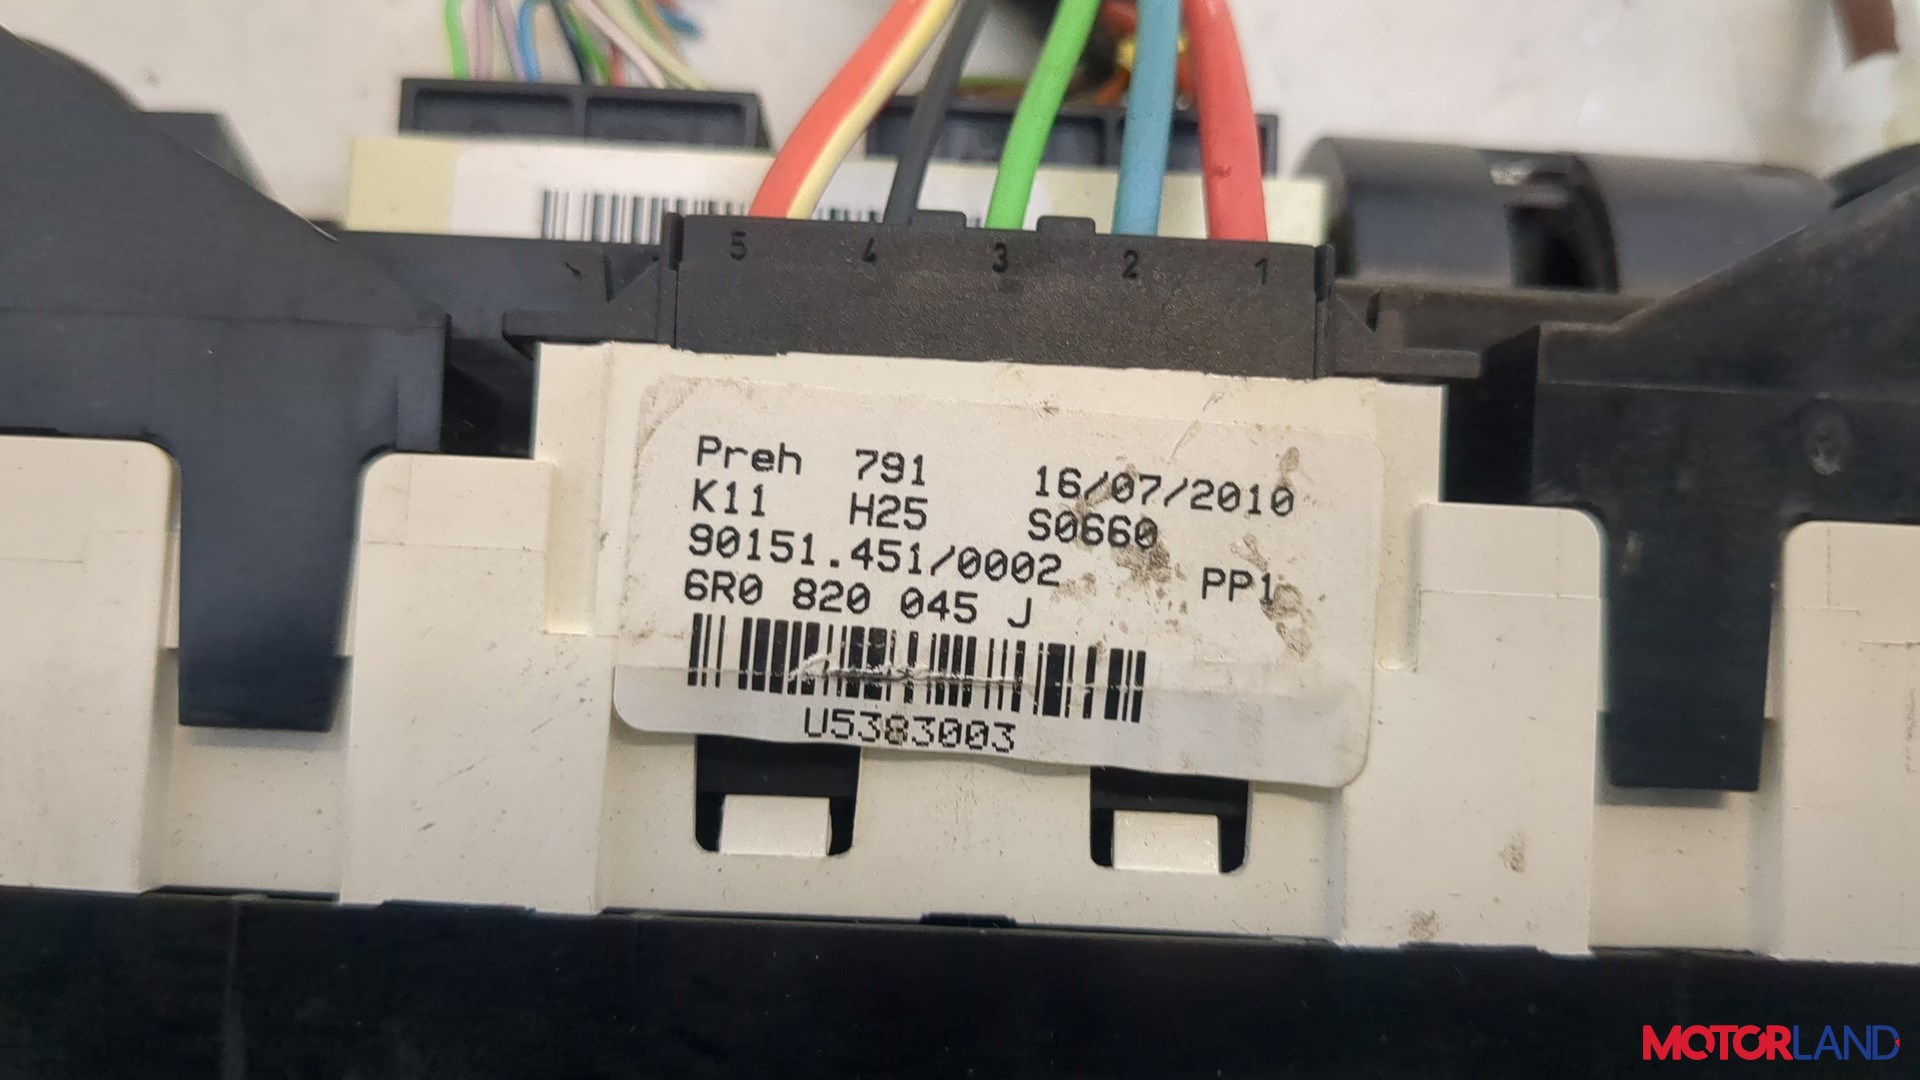 5 4 3 2 1
Preh 791 16/07/2010
K11 H25 S0660
90151.451/0002 PP1
6R0 820 045 J
U5383003
MOTORLAND